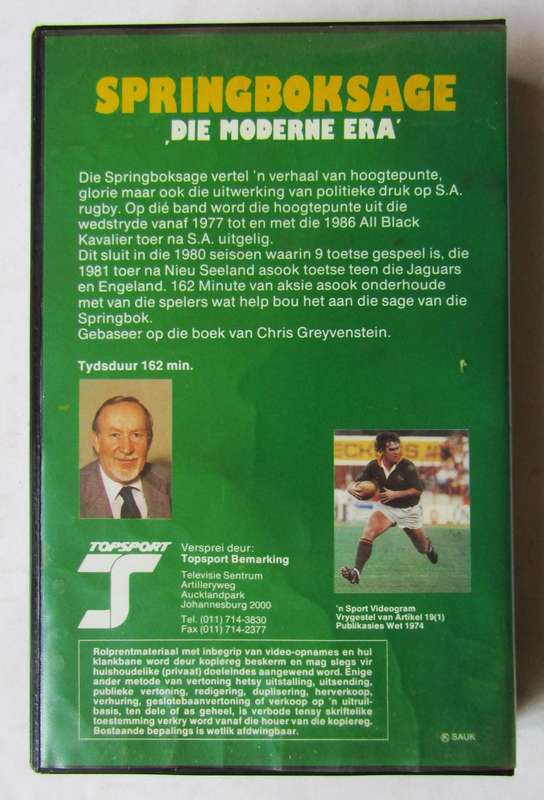 SPRINGBOKSAGE
‚DIE MODERNE ERA’
Die Springboksage vertel 'n verhaal van hoogtepunte,
glorie maar ook die uitwerking van politieke druk op S.A.
rugby. Op dié band word die hoogtepunte uit die
wedstryde vanaf 1977 tot en met die 1986 All Black
Kavalier toer na S.A. uitgelig.
Dit sluit in die 1980 seisoen waarin 9 toetse gespeel is, die
1981 toer na Nieu Seeland asook toetse teen die Jaguars
en Engeland. 162 Minute van aksie asook onderhoude
met van die spelers wat help bou het aan die sage van die
Springbok.
Gebaseer op die boek van Chris Greyvenstein.
Tydsduur 162 min.
ECKERS
TOPSPORT
Versprei deur:
Topsport Bemarking
Televisie Sentrum
Artilleryweg
Aucklandpark
Johannesburg 2000
Tel. (011) 714-3830
Fax (011) 714-2377
'n Sport Videogram
Vrygestel van Artikel 19(1)
Publikasies Wet 1974
Rolprentmateriaal met inbegrip van video-opnames en hul
klankbane word deur kopiereg beskerm en mag slegs vir
huishoudelike (privaat) doeleindes aangewend word. Enige
ander metode van vertoning hetsy uitstalling, uitsending,
publieke vertoning, redigering, duplisering, herverkoop,
verhuring, geslotebaanvertoning of verkoop op 'n uitruil-
basis, ten dele of as geheel, is verbode tensy skriftelike
toestemming verkry word vanaf die houer van die kopiereg.
Bostaande bepalings is wetlik afdwingbaar.
Ⓚ SAUK